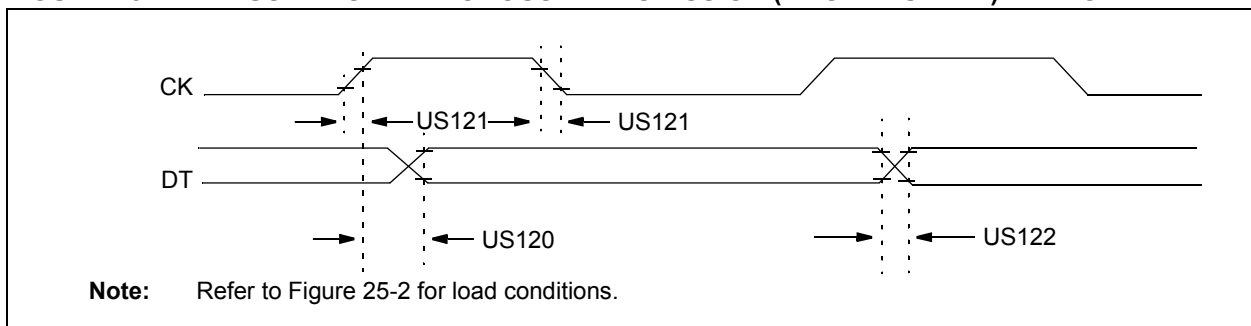 CK
US121 US121
DT
US120 US122
Note: Refer to Figure 25-2 for load conditions.